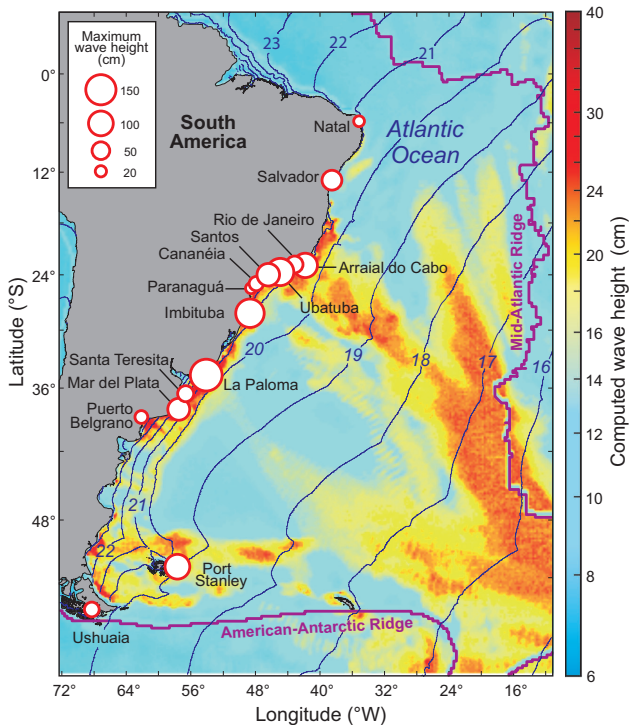 Maximum
wave height
(cm)
150
100
50
20
South
America
Atlantic
Ocean
Mid-Atlantic Ridge
American-Antarctic Ridge
Natal
Salvador
Rio de Janeiro
Santos
Cananéia
Paranaguá
Imbituba
Arraial do Cabo
Ubatuba
Santa Teresita
Mar del Plata
La Paloma
Puerto
Belgrano
Port
Stanley
Ushuaia
23
22
21
20
19
18
17
16
21
22
0°
12°
24°
36°
48°
Latitude (°S)
72
64
56°
48°
40°
32°
24°
16°
Longitude (°W)
40
30
24
20
16
14
12
10
8
6
Computed wave height (cm)